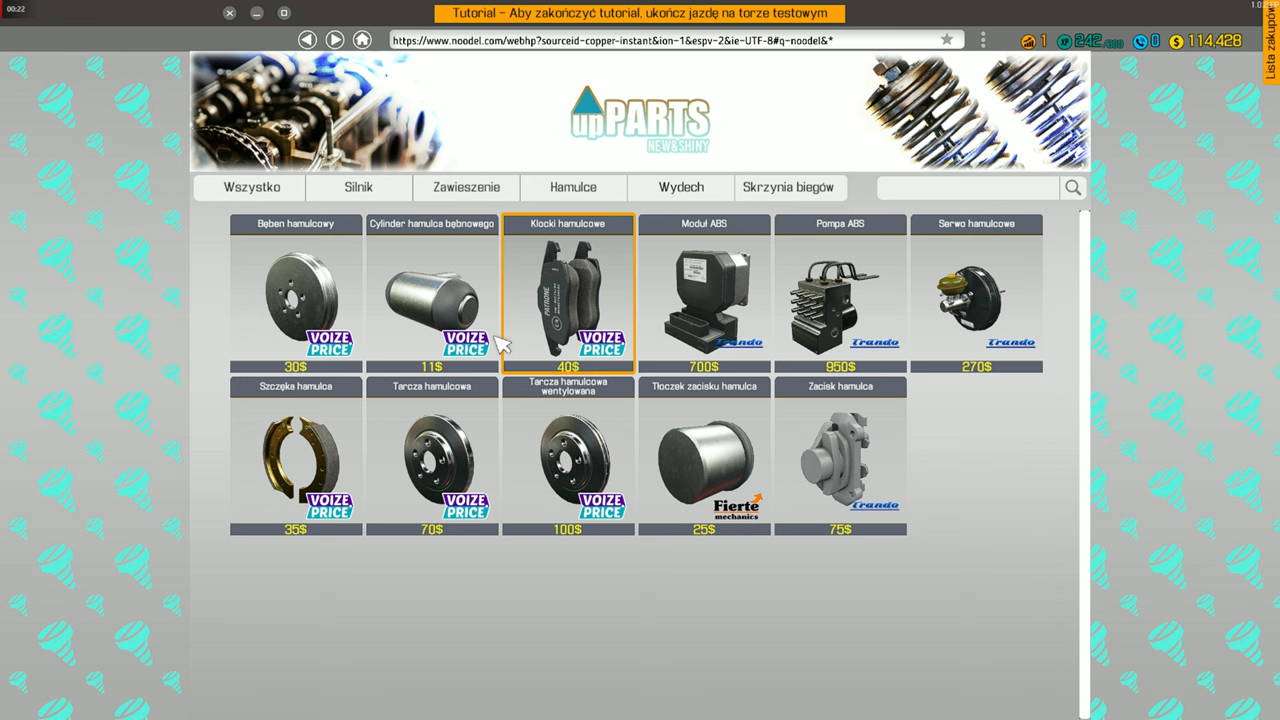 00:22
Tutorial - Aby zakończyć tutorial, ukończ jazdę na torze testowym
https://www.noodel.com/webhp?sourceid-copper-instant&ion-1&espv-2&ie-UTF-8#q-noodel&*
1 242 0 $ 114,428
Lista zakupów
upPARTS
NEW&SHINY
Wszystko Silnik Zawieszenie Hamulce Wydech Skrzynia biegów
Bęben hamulcowy
VOIZE
PRICE
30$
Cylinder hamulca bębnowego
VOIZE
PRICE
11$
Klocki hamulcowe
PATRONE
VOIZE
PRICE
40$
Moduł ABS
Trando
700$
Pompa ABS
Trando
950$
Serwo hamulcowe
Trando
270$
Szczęka hamulca
VOIZE
PRICE
35$
Tarcza hamulcowa
VOIZE
PRICE
70$
Tarcza hamulcowa
wentylowana
VOIZE
PRICE
100$
Tłoczek zacisku hamulca
Fierte
mechanics
25$
Zacisk hamulca
Trando
75$